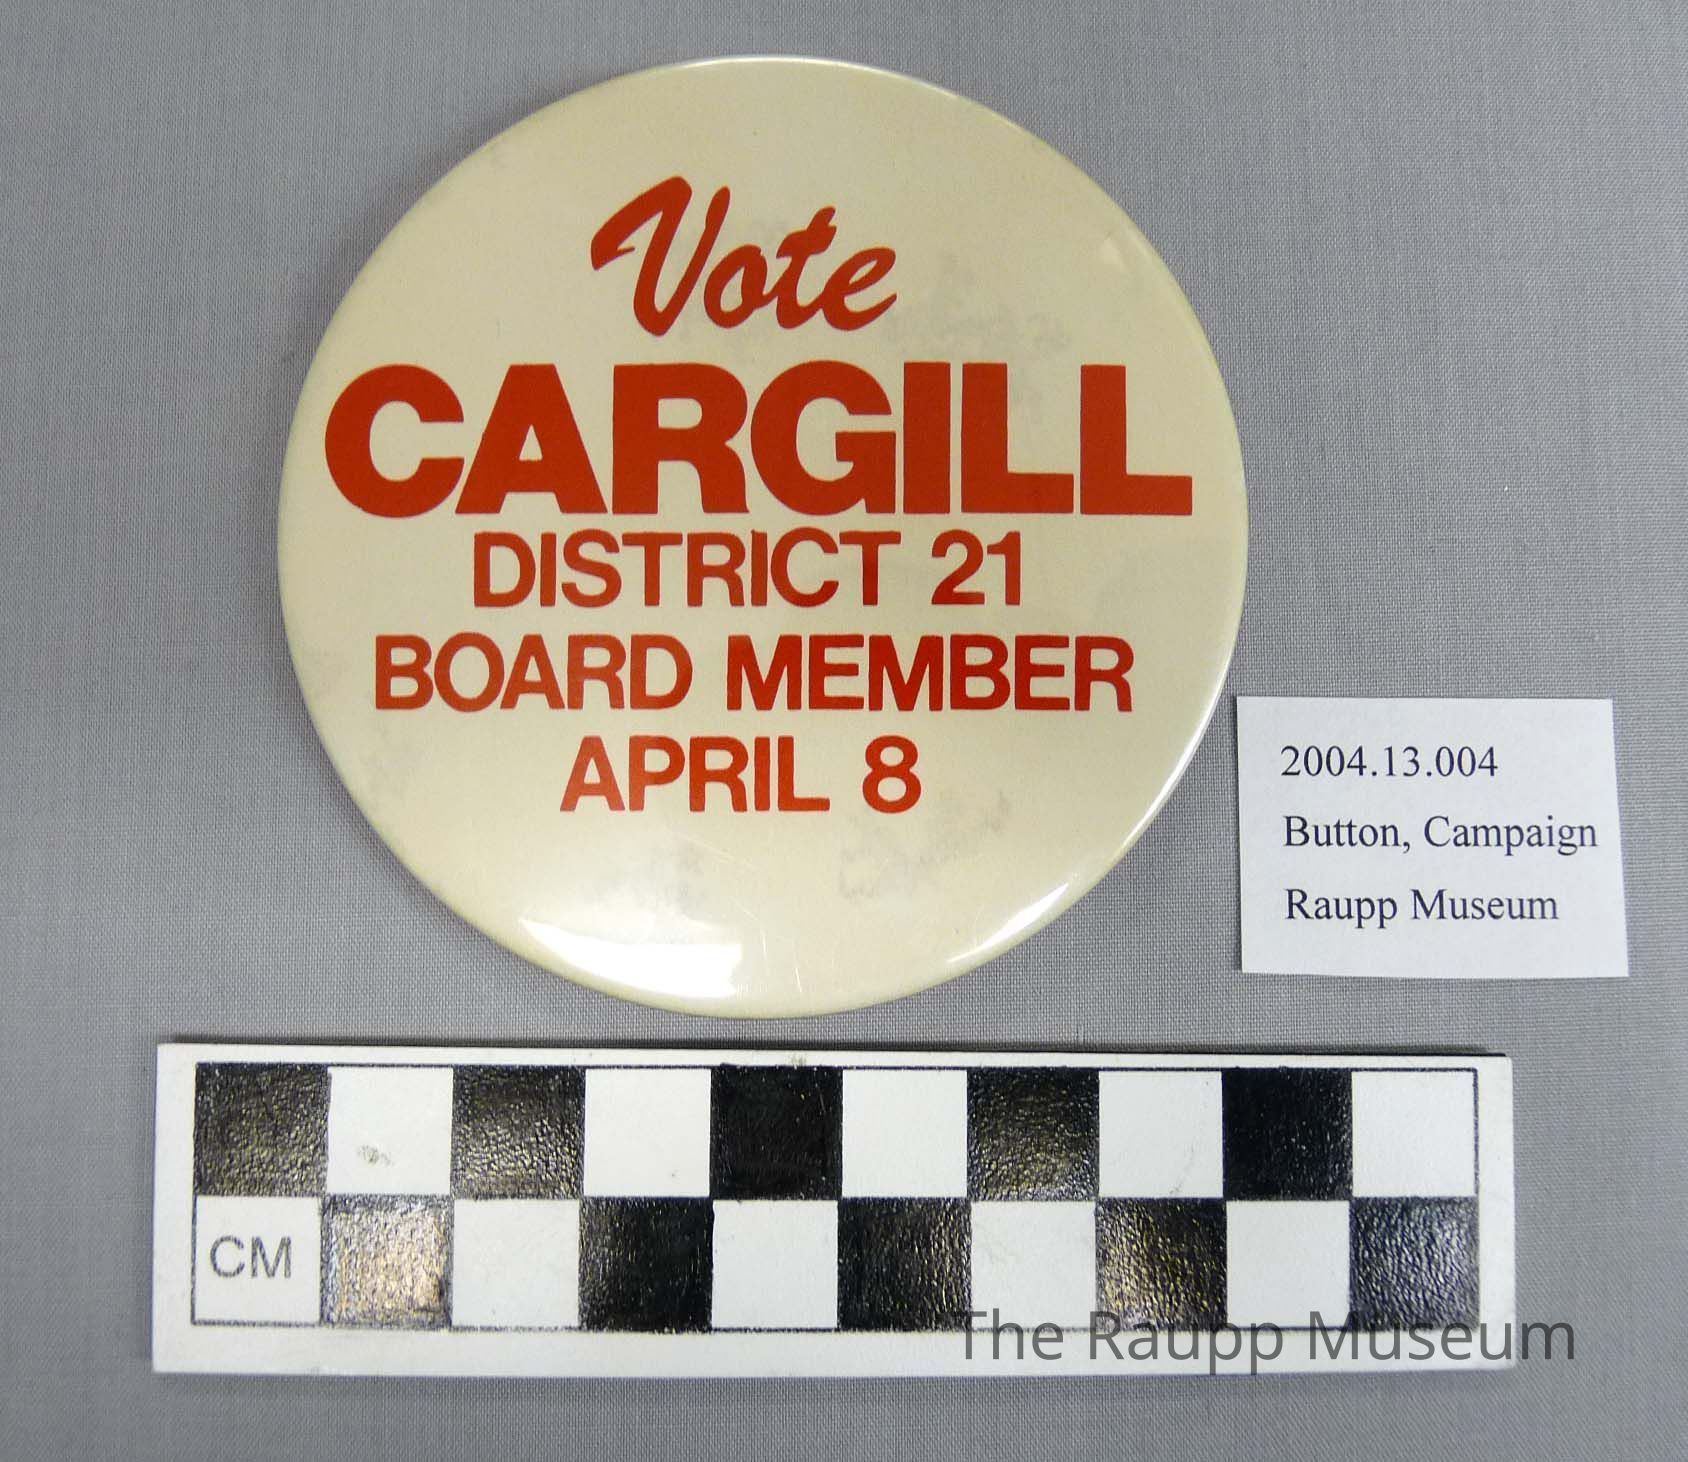 Vote
CARGILL
DISTRICT 21
BOARD MEMBER
APRIL 8
2004.13.004
Button, Campaign
Raupp Museum
CM
The Raupp Museum